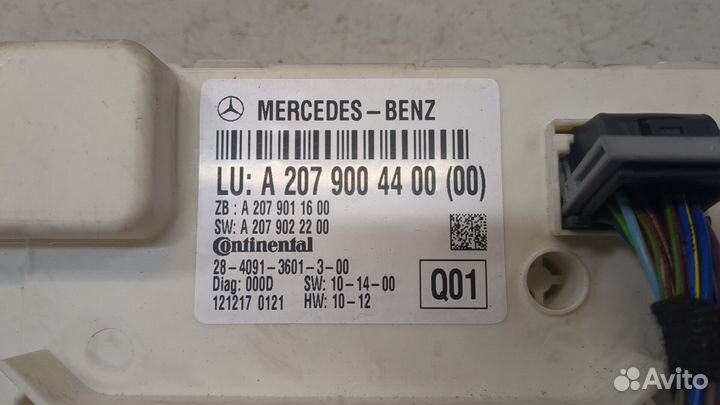 MERCEDES-BENZ
LU: A 207 900 44 00 (00)
ZB : A 207 901 16 00
SW: A 207 902 22 00
Continental
28-4091-3601-3-00
Diag: 000D SW: 10-14-00
121217 0121 HW: 10-12
Q01
Avito